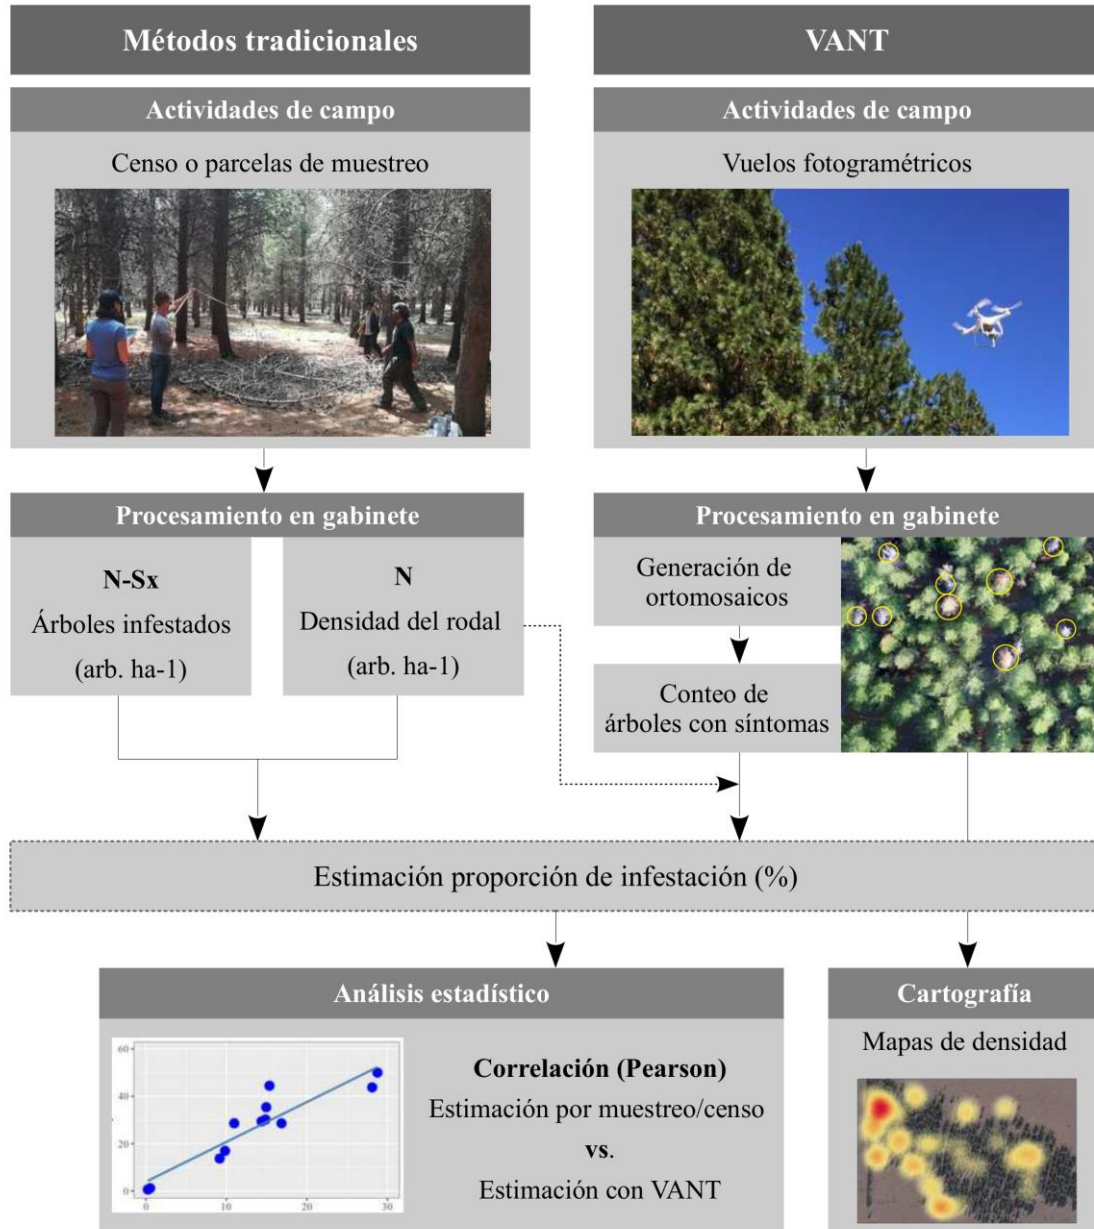 Métodos tradicionales
VANT
Actividades de campo
Censo o parcelas de muestreo
Actividades de campo
Vuelos fotogramétricos
Procesamiento en gabinete
N-Sx
Árboles infestados
(arb. ha-1)
N
Densidad del rodal
(arb. ha-1)
Procesamiento en gabinete
Generación de
ortomosaicos
Conteo de
árboles con síntomas
Estimación proporción de infestación (%)
Análisis estadístico
60
40
20
0
0
10
20
30
Correlación (Pearson)
Estimación por muestreo/censo
vs.
Estimación con VANT
Cartografía
Mapas de densidad